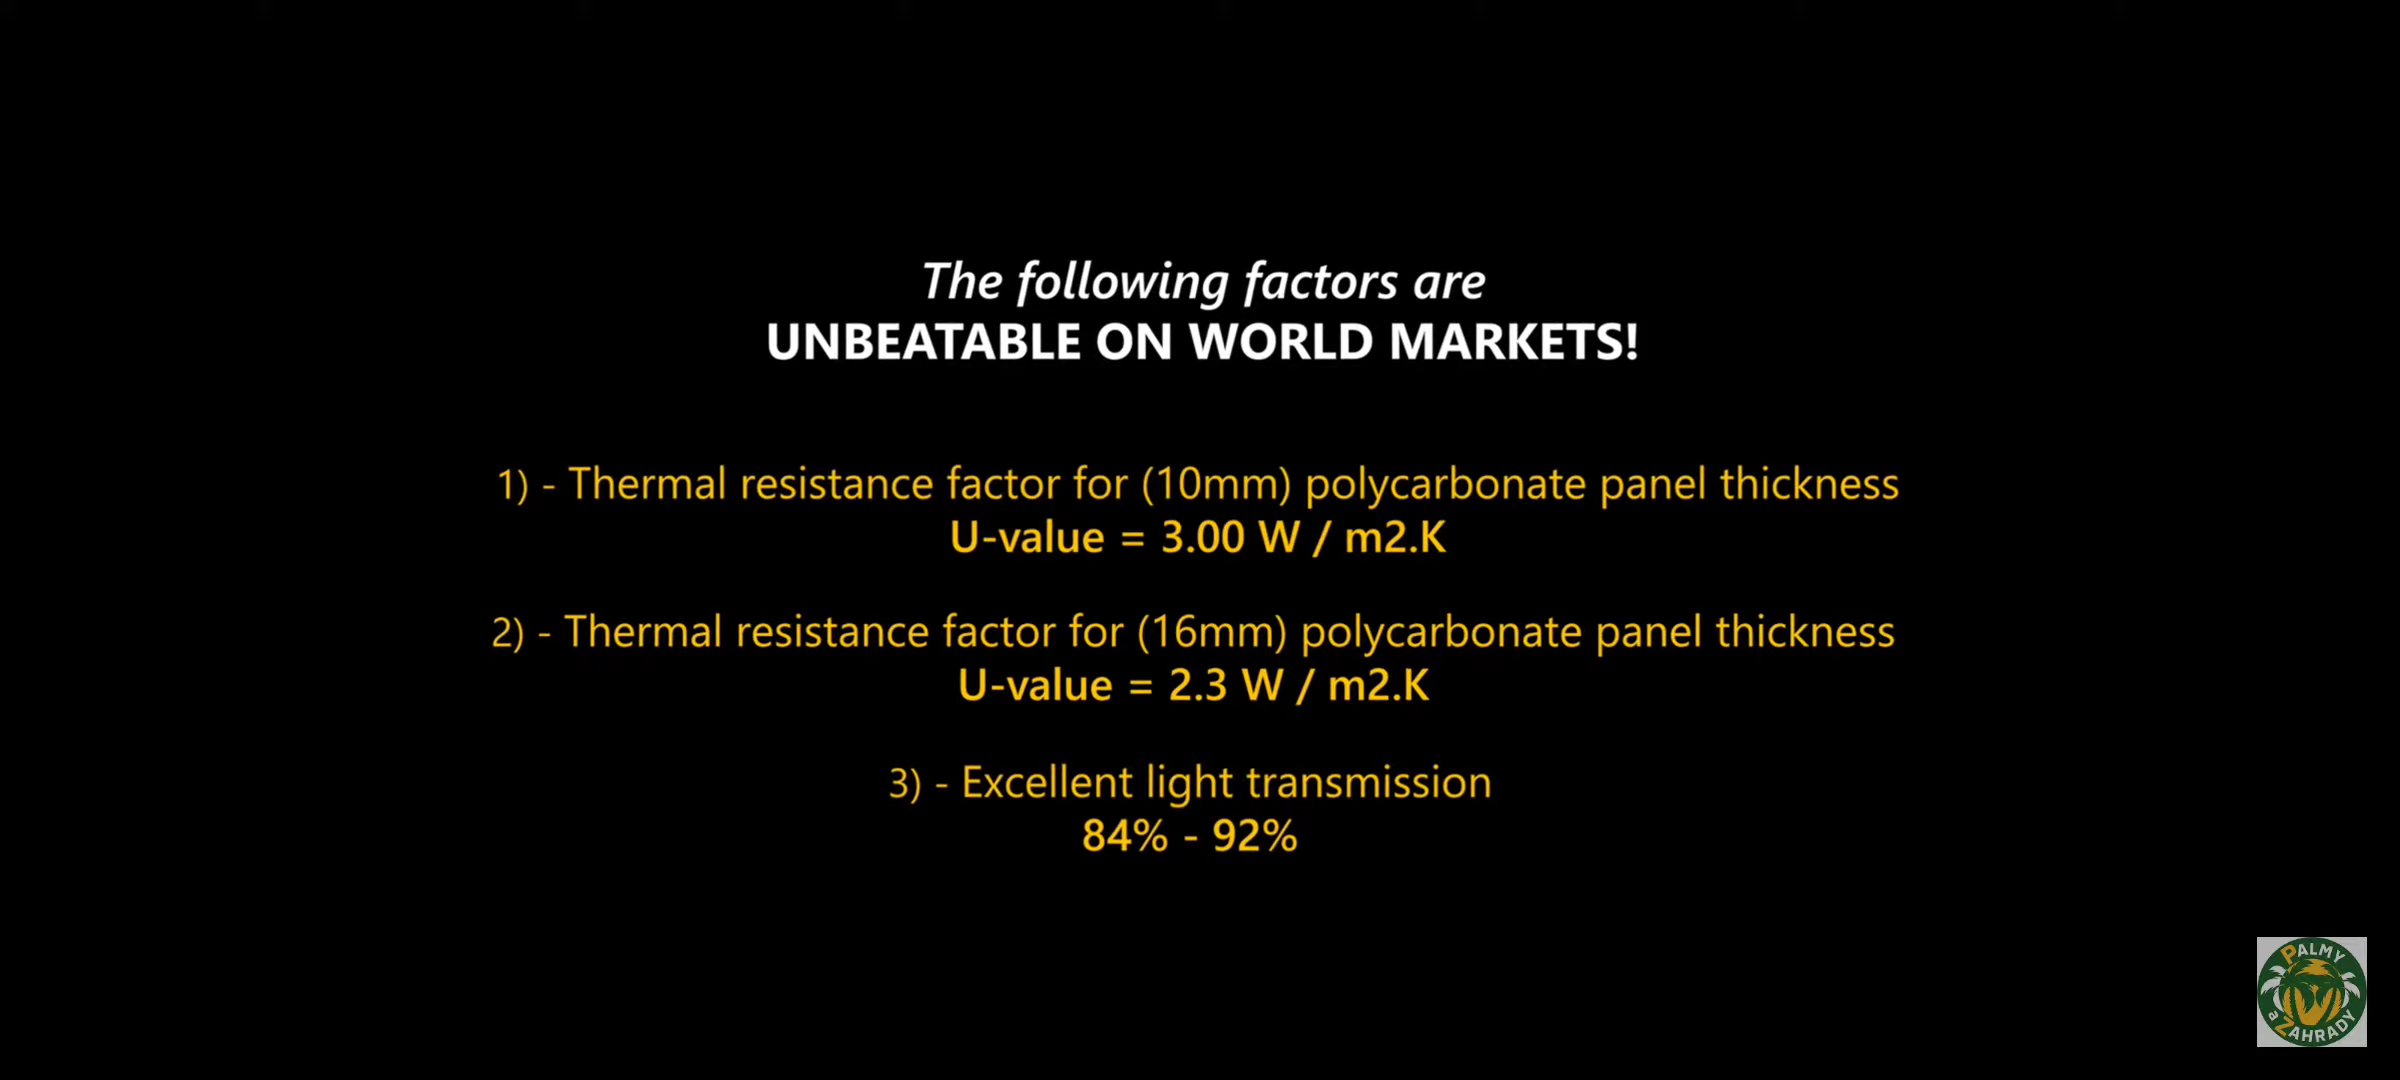 The following factors are
UNBEATABLE ON WORLD MARKETS!
1) - Thermal resistance factor for (10mm) polycarbonate panel thickness
U-value = 3.00 W / m2.K
2) - Thermal resistance factor for (16mm) polycarbonate panel thickness
U-value = 2.3 W / m2.K
3) - Excellent light transmission
84% - 92%
PALMY
a ZAHRADY